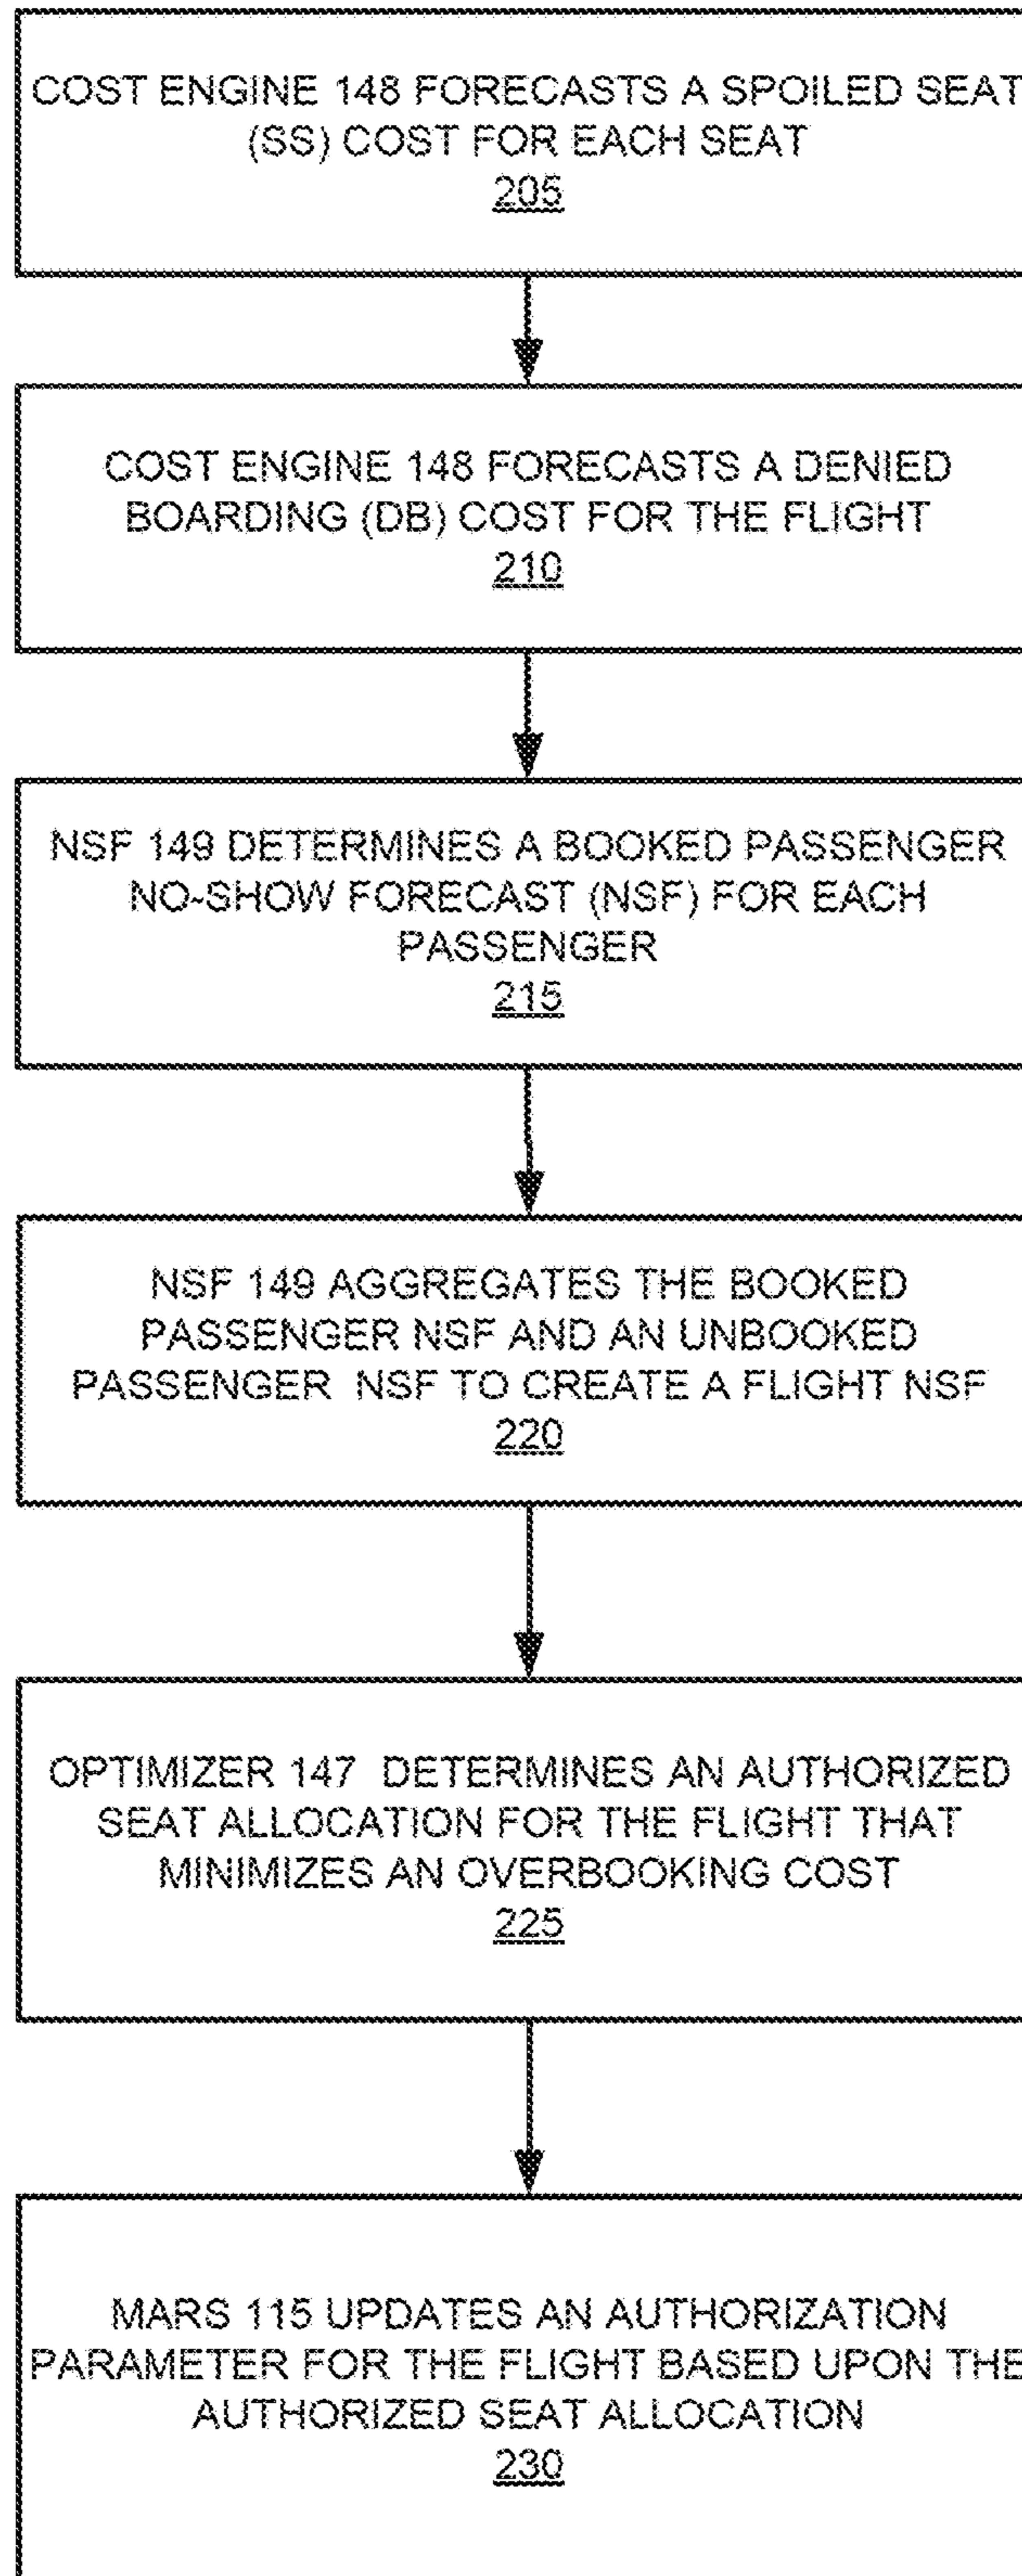 COST ENGINE 148 FORECASTS A SPOILED SEAT
(SS) COST FOR EACH SEAT
205
COST ENGINE 148 FORECASTS A DENIED
BOARDING (DB) COST FOR THE FLIGHT
210
NSF 149 DETERMINES A BOOKED PASSENGER
NO-SHOW FORECAST (NSF) FOR EACH
PASSENGER
215
NSF 149 AGGREGATES THE BOOKED
PASSENGER NSF AND AN UNBOOKED
PASSENGER NSF TO CREATE A FLIGHT NSF
220
OPTIMIZER 147 DETERMINES AN AUTHORIZED
SEAT ALLOCATION FOR THE FLIGHT THAT
MINIMIZES AN OVERBOOKING COST
225
MARS 115 UPDATES AN AUTHORIZATION
PARAMETER FOR THE FLIGHT BASED UPON THE
AUTHORIZED SEAT ALLOCATION
230